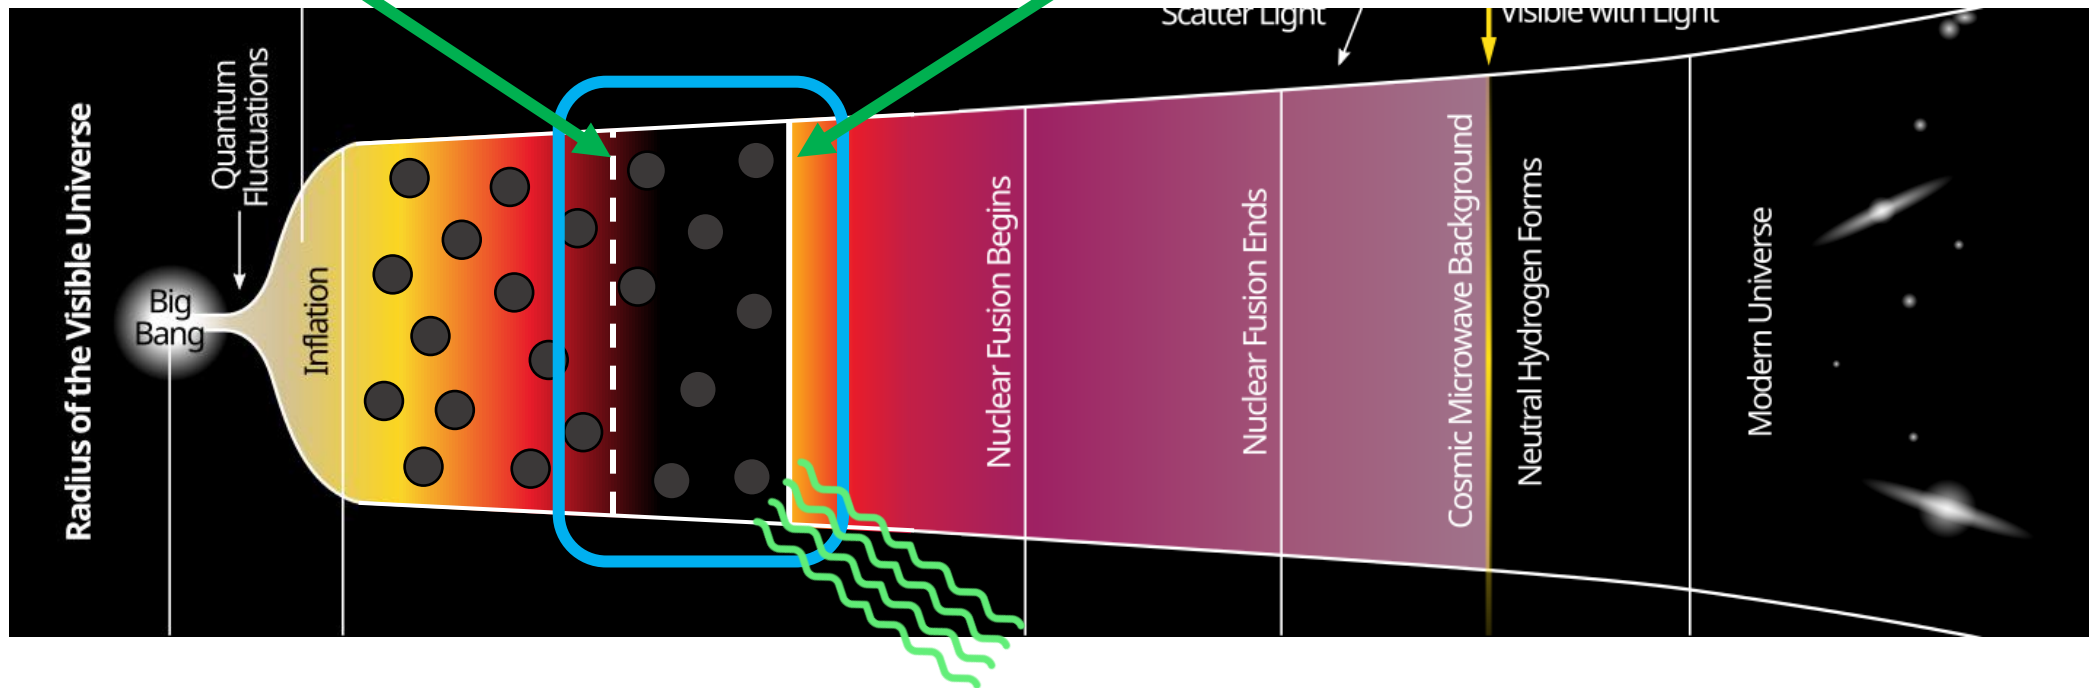 Scatter Light
Visible with Light
Radius of the Visible Universe
Quantum
Fluctuations
Big
Bang
Inflation
Nuclear Fusion Begins
Nuclear Fusion Ends
Cosmic Microwave Background
Neutral Hydrogen Forms
Modern Universe